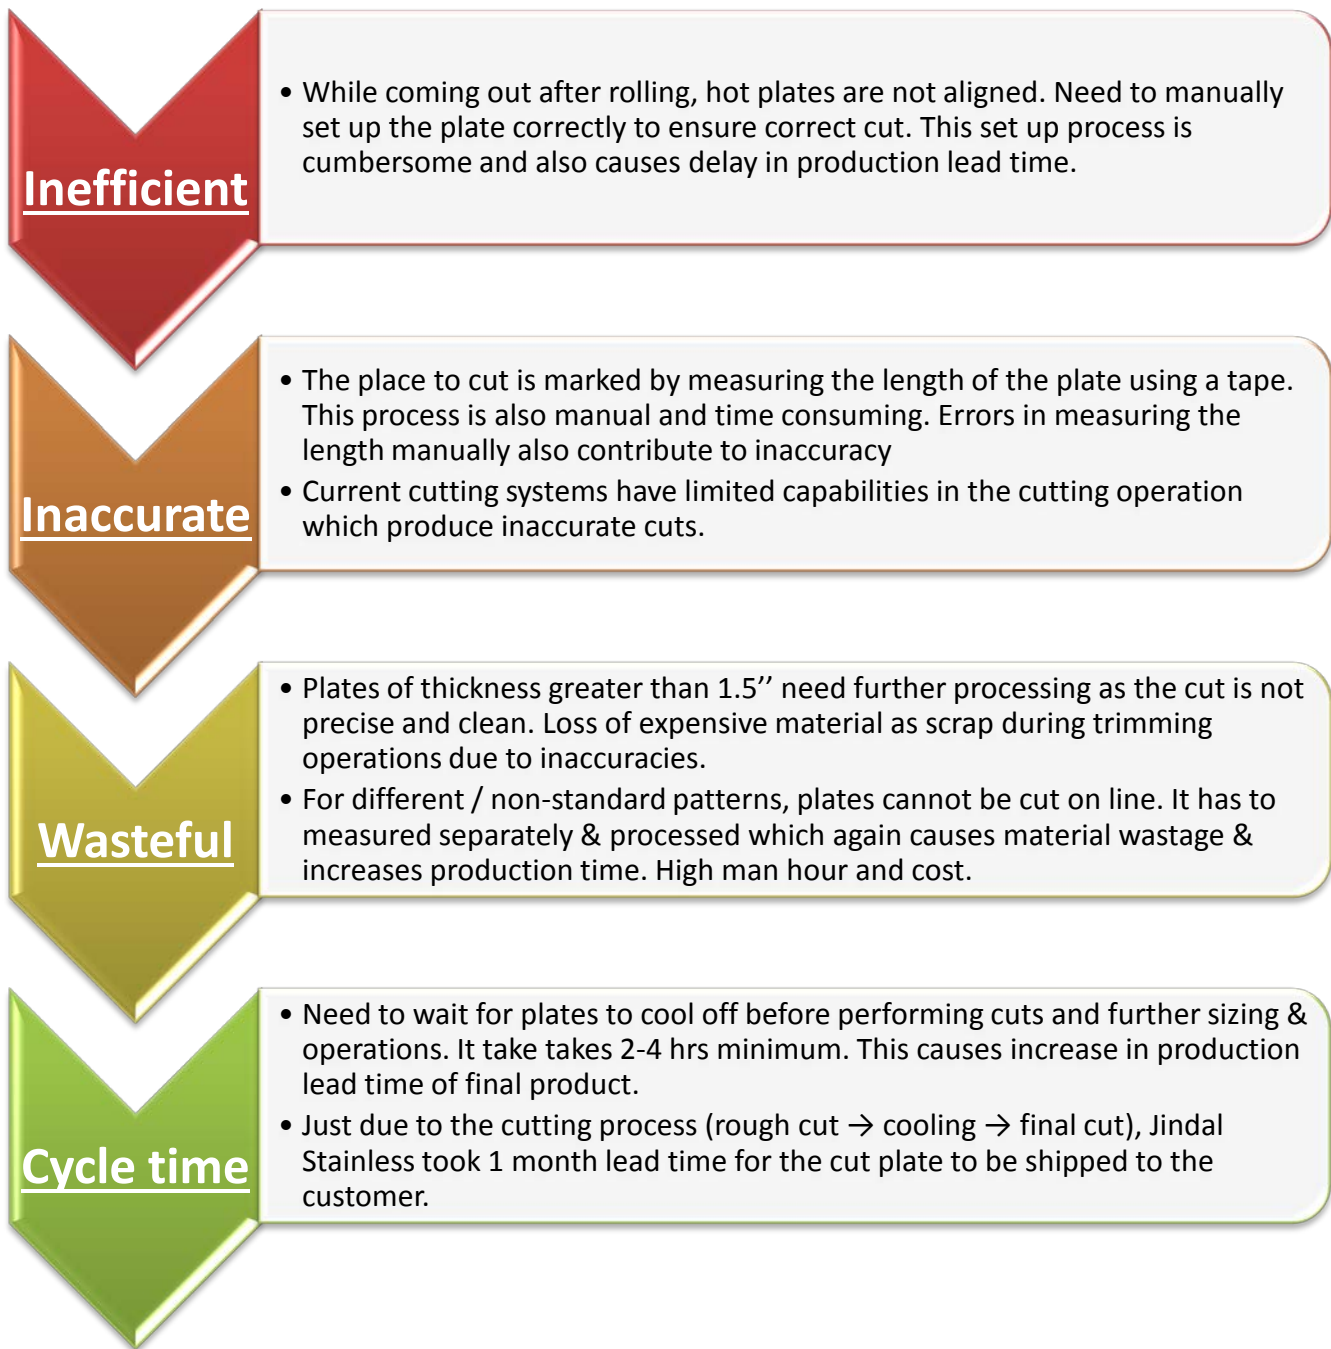 Inefficient
• While coming out after rolling, hot plates are not aligned. Need to manually
set up the plate correctly to ensure correct cut. This set up process is
cumbersome and also causes delay in production lead time.
Inaccurate
• The place to cut is marked by measuring the length of the plate using a tape.
This process is also manual and time consuming. Errors in measuring the
length manually also contribute to inaccuracy
• Current cutting systems have limited capabilities in the cutting operation
which produce inaccurate cuts.
Wasteful
• Plates of thickness greater than 1.5’’ need further processing as the cut is not
precise and clean. Loss of expensive material as scrap during trimming
operations due to inaccuracies.
• For different / non-standard patterns, plates cannot be cut on line. It has to
measured separately & processed which again causes material wastage &
increases production time. High man hour and cost.
Cycle time
• Need to wait for plates to cool off before performing cuts and further sizing &
operations. It take takes 2-4 hrs minimum. This causes increase in production
lead time of final product.
• Just due to the cutting process (rough cut → cooling → final cut), Jindal
Stainless took 1 month lead time for the cut plate to be shipped to the
customer.